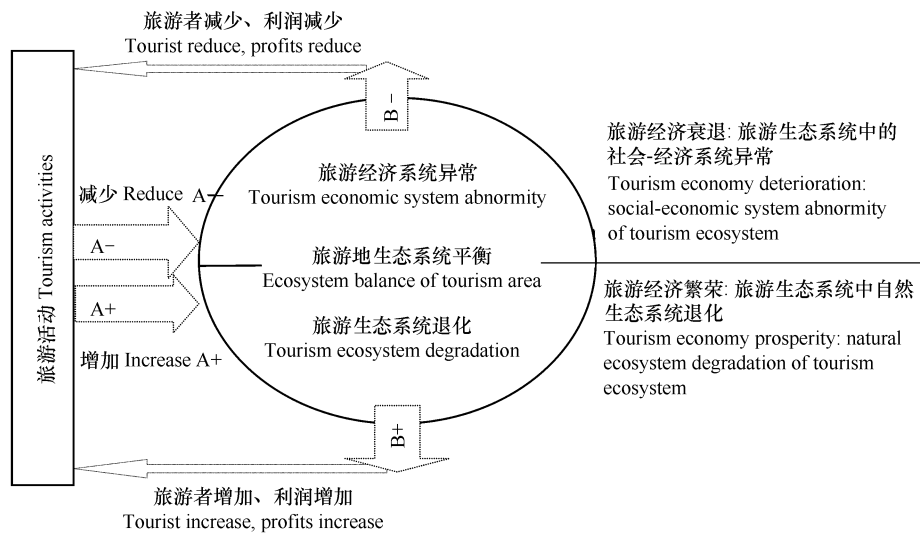 旅游者减少、利润减少
Tourist reduce, profits reduce
旅游活动 Tourism activities
B－
旅游经济系统异常
Tourism economic system abnormity
减少 Reduce A－
A－
旅游地生态系统平衡
Ecosystem balance of tourism area
A+
旅游生态系统退化
Tourism ecosystem degradation
增加 Increase A+
B+
旅游者增加、利润增加
Tourist increase, profits increase
旅游经济衰退: 旅游生态系统中的
社会-经济系统异常
Tourism economy deterioration:
social-economic system abnormity
of tourism ecosystem
旅游经济繁荣: 旅游生态系统中自然
生态系统退化
Tourism economy prosperity: natural
ecosystem degradation of tourism
ecosystem